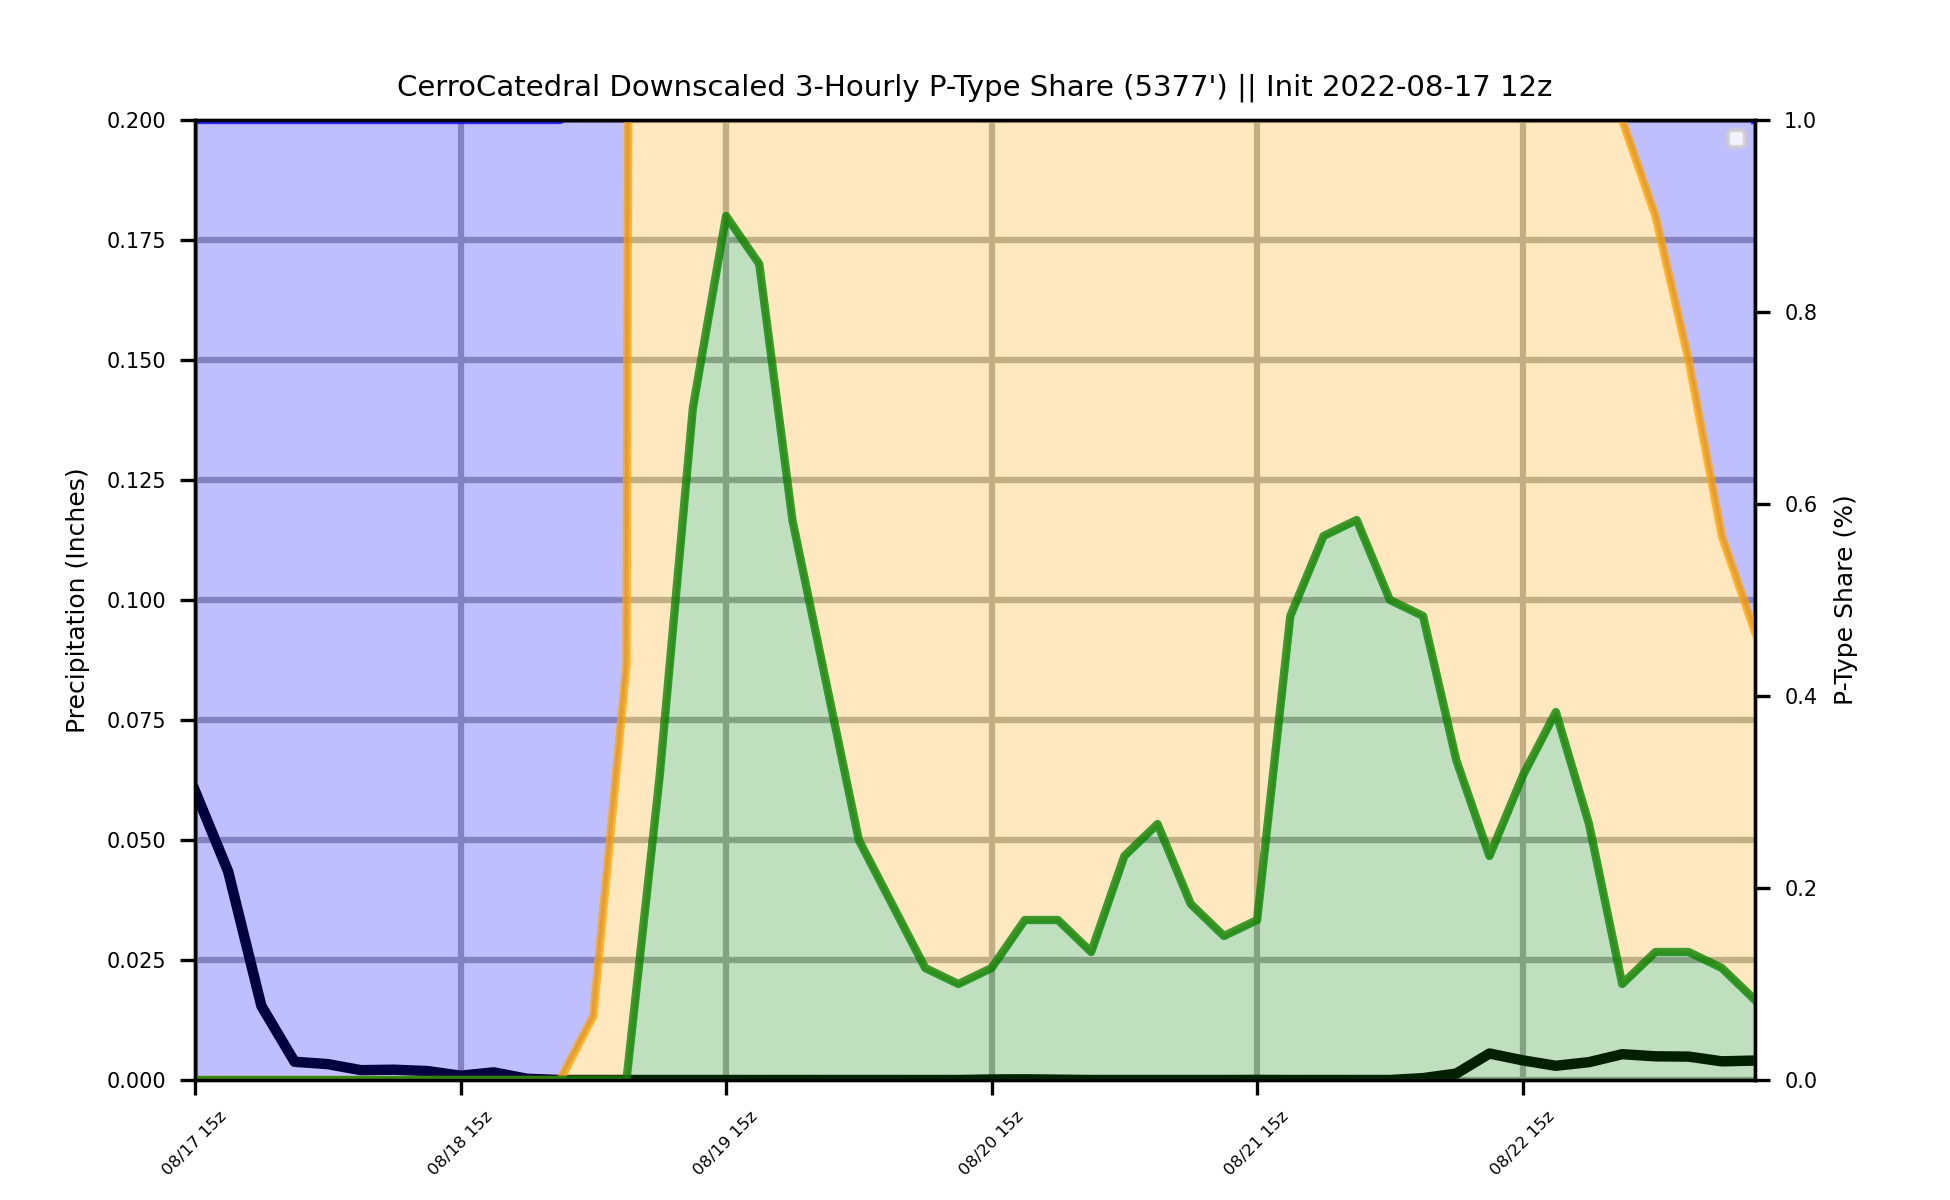 CerroCatedral Downscaled 3-Hourly P-Type Share (5377') || Init 2022-08-17 12z
0.200
0.175
0.150
0.125
0.100
0.075
0.050
0.025
0.000
Precipitation (Inches)
1.0
0.8
0.6
0.4
0.2
0.0
P-Type Share (%)
08/17 15z
08/18 15z
08/19 15z
08/20 15z
08/21 15z
08/22 15z